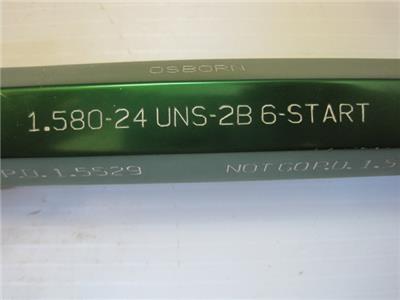 OSBORN
1.580-24 UNS-2B 6-START
P.D. 1.5529 NOT GO P.D. 1.5